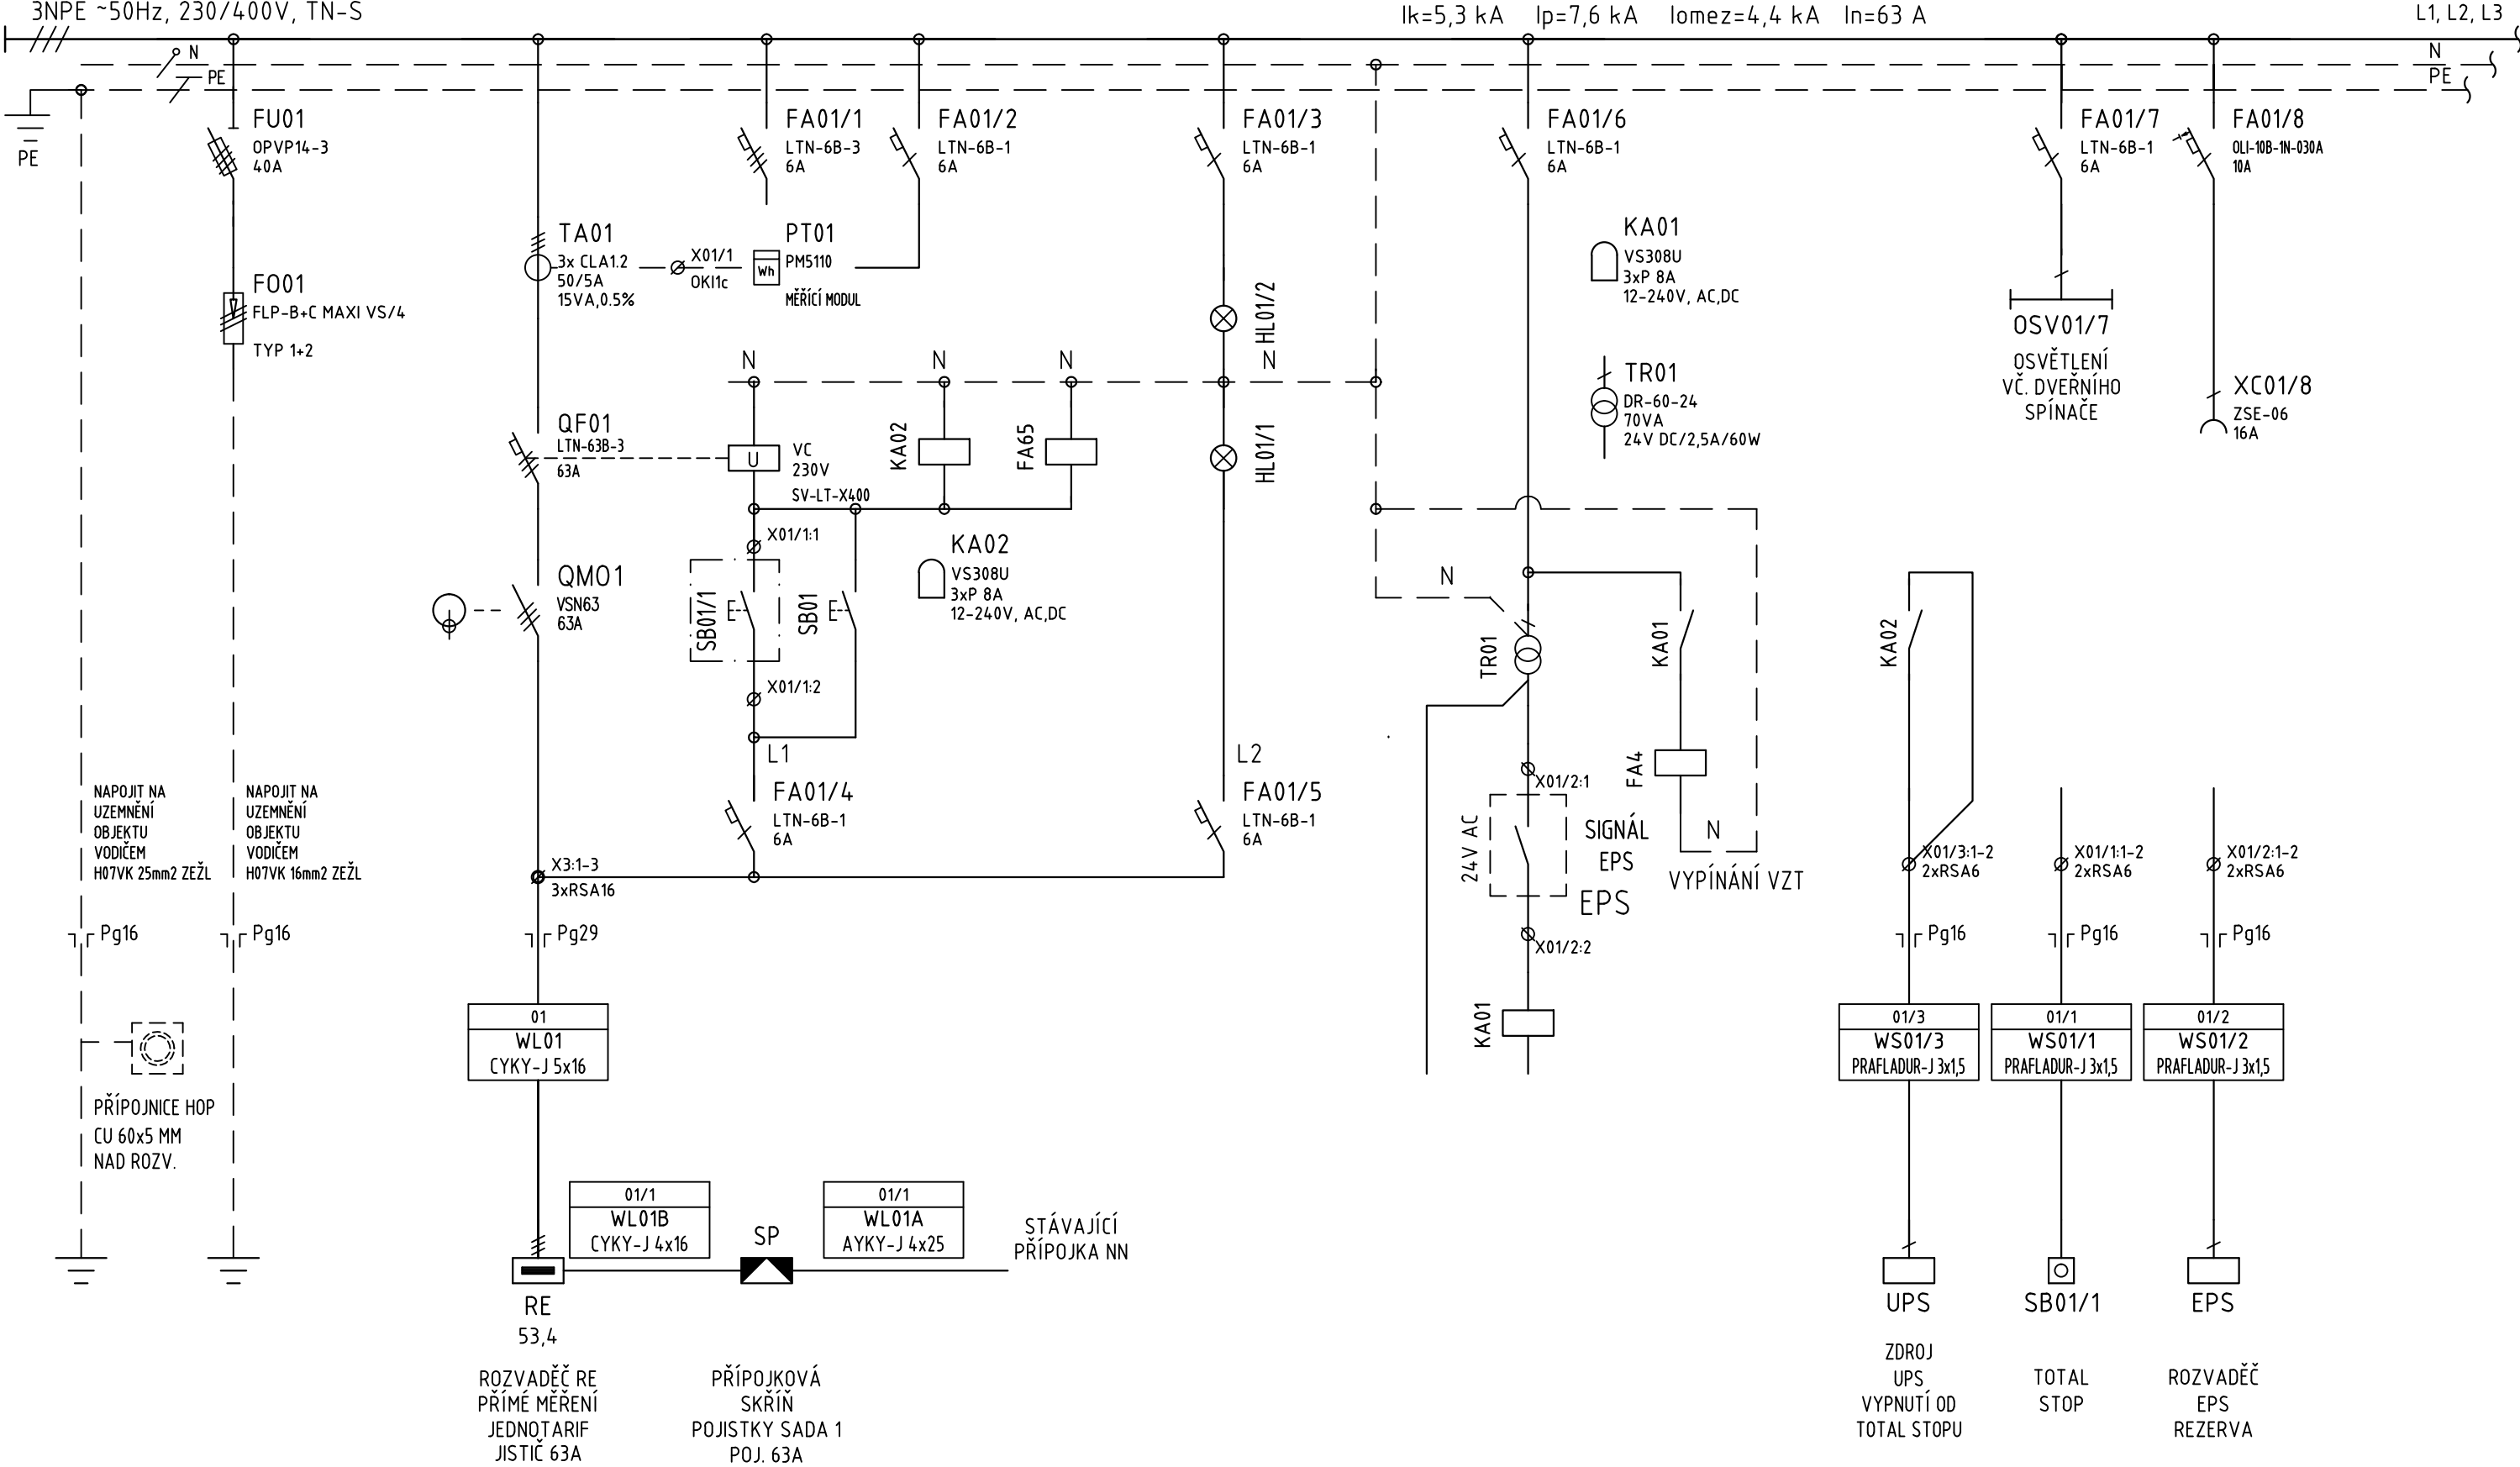 3NPE ~50Hz, 230/400V, TN-S
Ik=5,3 kA Ip=7,6 kA Iomez=4,4 kA In=63 A
L1, L2, L3
N
PE
N
PE
PE
FU01
OPVP14-3
40A
FO01
FLP-B+C MAXI VS/4
TYP 1+2
TA01
3x CLA1.2
50/5A
15VA,0.5%
X01/1
OKI1c
FA01/1
LTN-6B-3
6A
PT01
PM5110
Wh
MĚŘÍCÍ MODUL
FA01/2
LTN-6B-1
6A
FA01/3
LTN-6B-1
6A
HL01/2
N
N
N
N
HL01/1
FA01/6
LTN-6B-1
6A
KA01
VS308U
3xP 8A
12-240V, AC,DC
TR01
DR-60-24
70VA
24V DC/2,5A/60W
FA01/7
LTN-6B-1
6A
OSV01/7
OSVĚTLENÍ
VČ. DVEŘNÍHO
SPÍNAČE
FA01/8
OLI-10B-1N-030A
10A
XC01/8
ZSE-06
16A
QF01
LTN-63B-3
63A
U
VC
230V
SV-LT-X400
KA02
FA65
X01/1:1
SB01/1
SB01
X01/1:2
KA02
VS308U
3xP 8A
12-240V, AC,DC
QM01
VSN63
63A
L1
FA01/4
LTN-6B-1
6A
L2
FA01/5
LTN-6B-1
6A
N
TR01
KA01
FA4
X01/2:1
24V AC
SIGNÁL
EPS
EPS
X01/2:2
N
VYPÍNÁNÍ VZT
KA01
KA02
NAPOJIT NA
UZEMNĚNÍ
OBJEKTU
VODIČEM
H07VK 25mm2 ZEŽL
NAPOJIT NA
UZEMNĚNÍ
OBJEKTU
VODIČEM
H07VK 16mm2 ZEŽL
X3:1-3
3xRSA16
X01/3:1-2
2xRSA6
X01/1:1-2
2xRSA6
X01/2:1-2
2xRSA6
Pg16
Pg16
Pg29
Pg16
Pg16
Pg16
01
WL01
CYKY-J 5x16
01/3
WS01/3
PRAFLADUR-J 3x1,5
01/1
WS01/1
PRAFLADUR-J 3x1,5
01/2
WS01/2
PRAFLADUR-J 3x1,5
PŘÍPOJNICE HOP
CU 60x5 MM
NAD ROZV.
01/1
WL01B
CYKY-J 4x16
SP
01/1
WL01A
AYKY-J 4x25
STÁVAJÍCÍ
PŘÍPOJKA NN
RE
53,4
ROZVADĚČ RE
PŘÍMÉ MĚŘENÍ
JEDNOTARIF
JISTIČ 63A
PŘÍPOJKOVÁ
SKŘÍŇ
POJISTKY SADA 1
POJ. 63A
UPS
ZDROJ
UPS
VYPNUTÍ OD
TOTAL STOPU
SB01/1
TOTAL
STOP
EPS
ROZVADĚČ
EPS
REZERVA